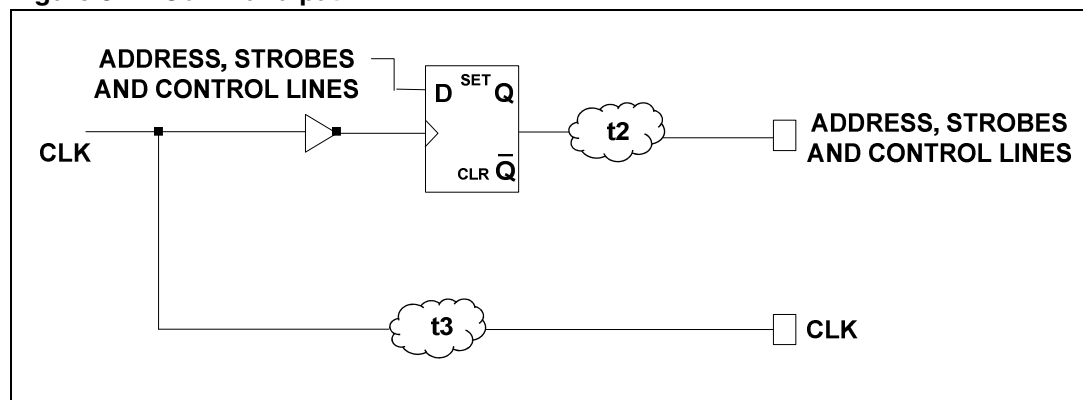 ADDRESS, STROBES
AND CONTROL LINES
D SET Q
CLR Q̅
CLK
t2
ADDRESS, STROBES
AND CONTROL LINES
t3
CLK